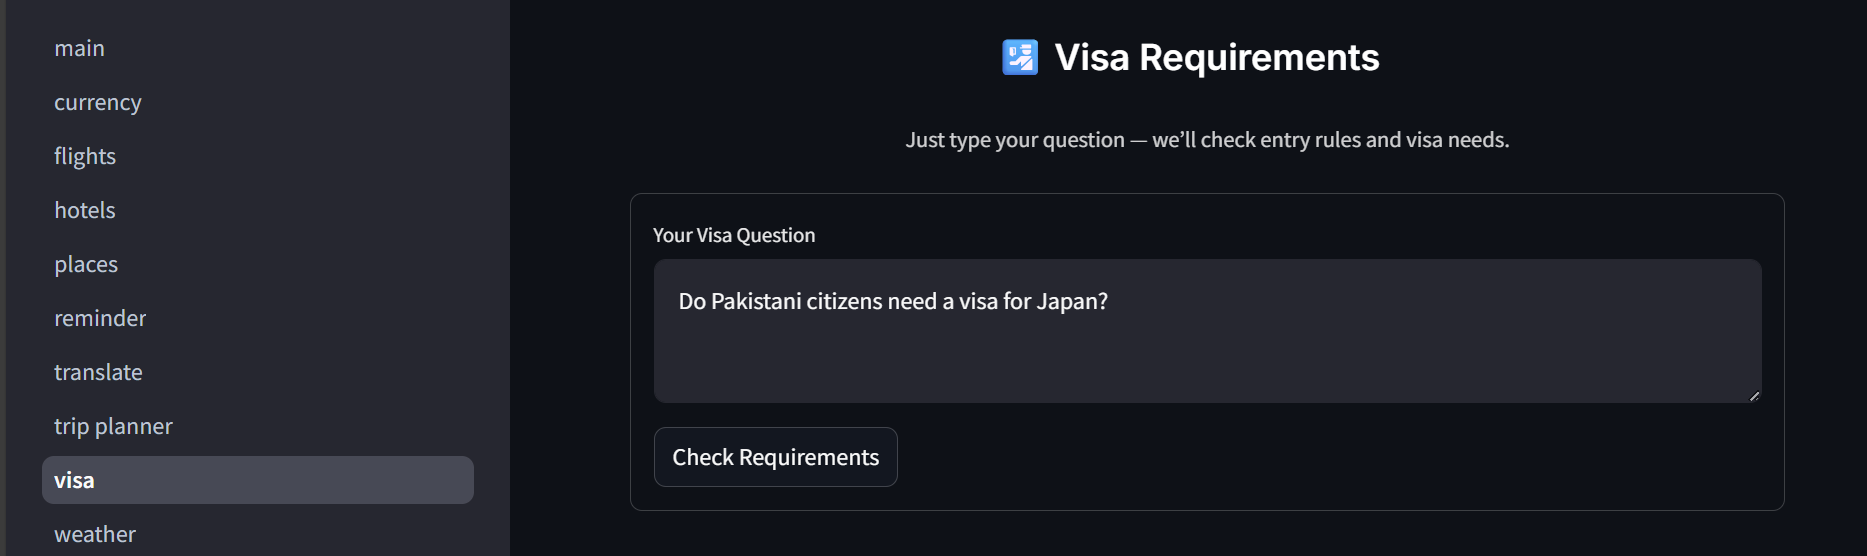 main
currency
flights
hotels
places
reminder
translate
trip planner
visa
weather
Visa Requirements
Just type your question — we’ll check entry rules and visa needs.
Your Visa Question
Do Pakistani citizens need a visa for Japan?
Check Requirements